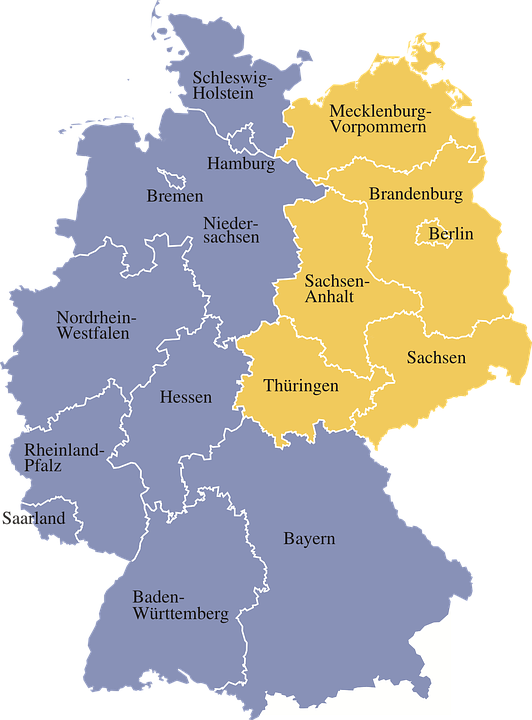 Schleswig-
Holstein
Mecklenburg-
Vorpommern
Hamburg
Bremen
Brandenburg
Nieder-
sachsen
Berlin
Sachsen-
Anhalt
Nordrhein-
Westfalen
Sachsen
Thüringen
Hessen
Rheinland-
Pfalz
Saarland
Bayern
Baden-
Württemberg